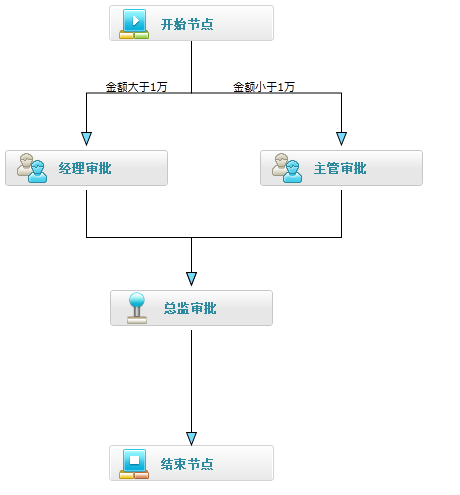 开始节点
金额大于1万
金额小于1万
经理审批
主管审批
总监审批
结束节点